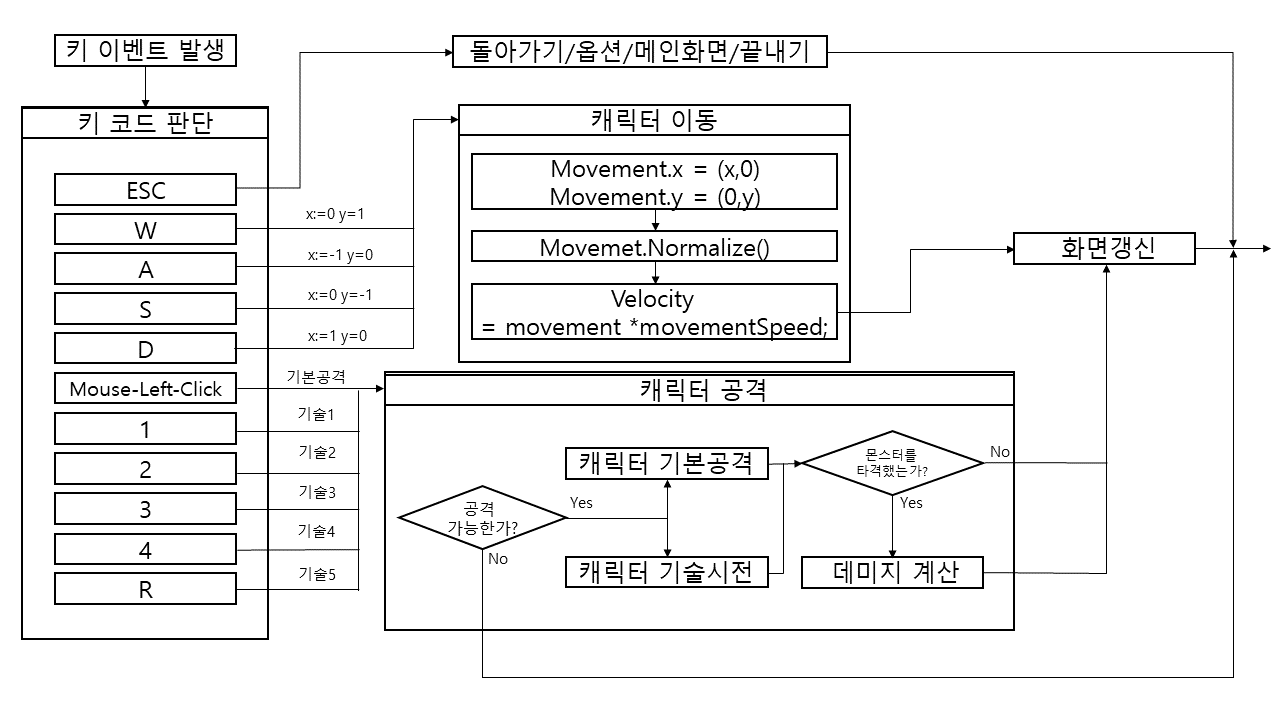 키 이벤트 발생
돌아가기/옵션/메인화면/끝내기
키 코드 판단
ESC
W
A
S
D
Mouse-Left-Click
1
2
3
4
R
x:=0 y=1
x:=-1 y=0
x:=0 y=-1
x:=1 y=0
기본공격
기술1
기술2
기술3
기술4
기술5
캐릭터 이동
Movement.x = (x,0)
Movement.y = (0,y)
Movemet.Normalize()
Velocity
= movement *movementSpeed;
화면갱신
캐릭터 공격
공격
가능한가?
Yes
No
캐릭터 기본공격
캐릭터 기술시전
몬스터를
타격했는가?
No
Yes
데미지 계산